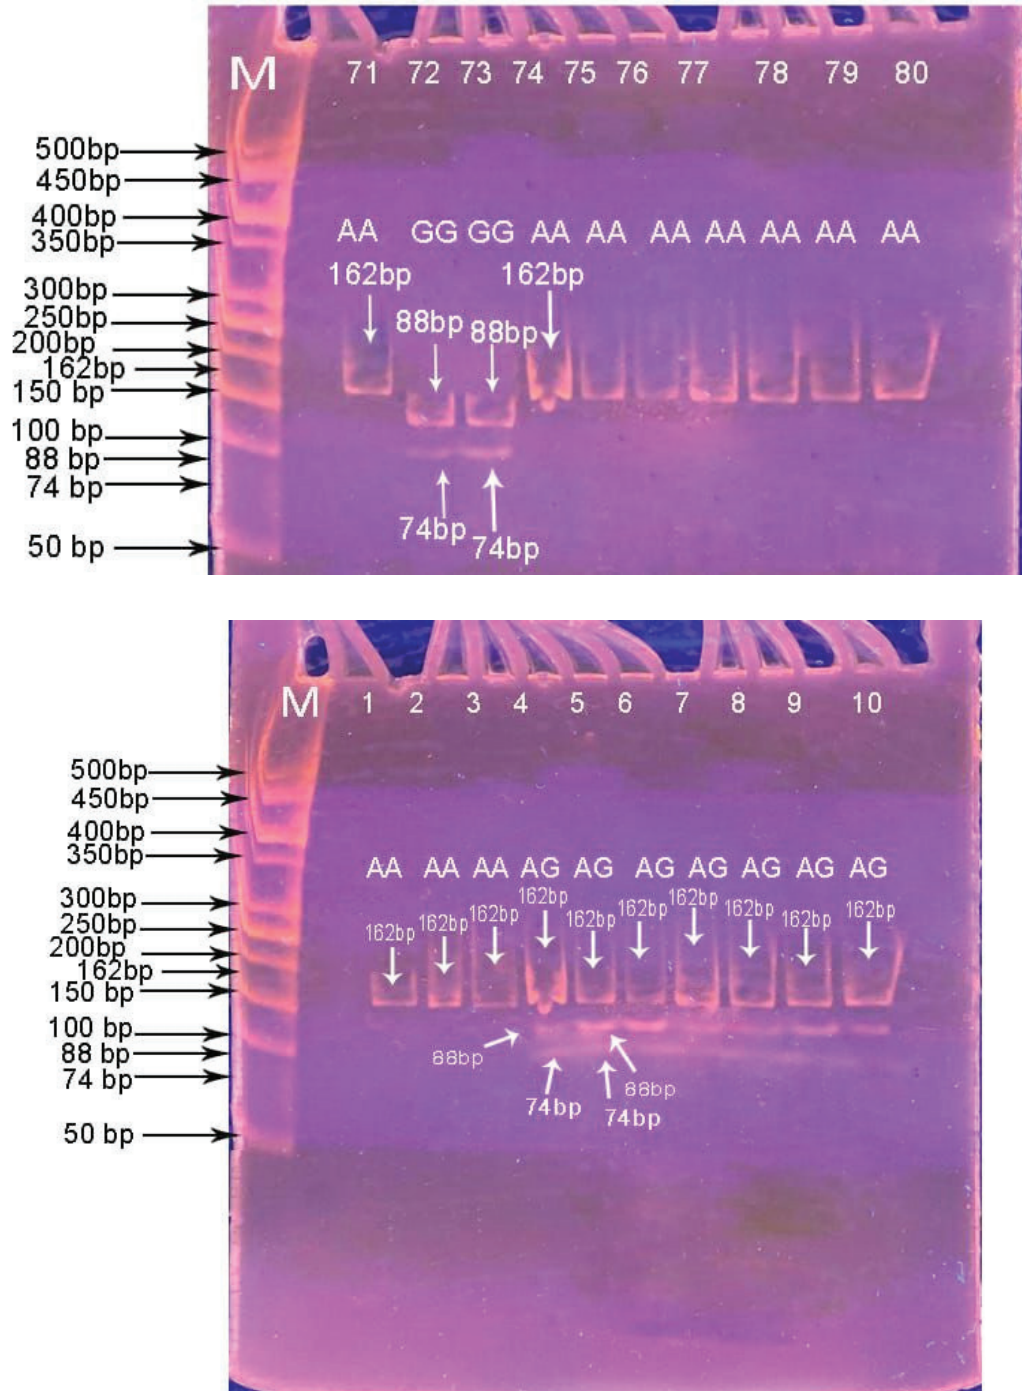 M 71 72 73 74 75 76 77 78 79 80
500bp
450bp
400bp
350bp
AA GG GG AA AA AA AA AA AA AA
162bp 162bp
300bp
250bp
88bp 88bp
200bp
162bp
150 bp
100 bp
88 bp
74 bp
74bp 74bp
50 bp
M 1 2 3 4 5 6 7 8 9 10
500bp
450bp
400bp
350bp
AA AA AA AG AG AG AG AG AG AG
162bp 162bp 162bp 162bp 162bp 162bp 162bp 162bp 162bp 162bp
300bp
250bp
200bp
162bp
150 bp
100 bp
88 bp
88bp
74 bp
88bp
74bp 74bp
50 bp